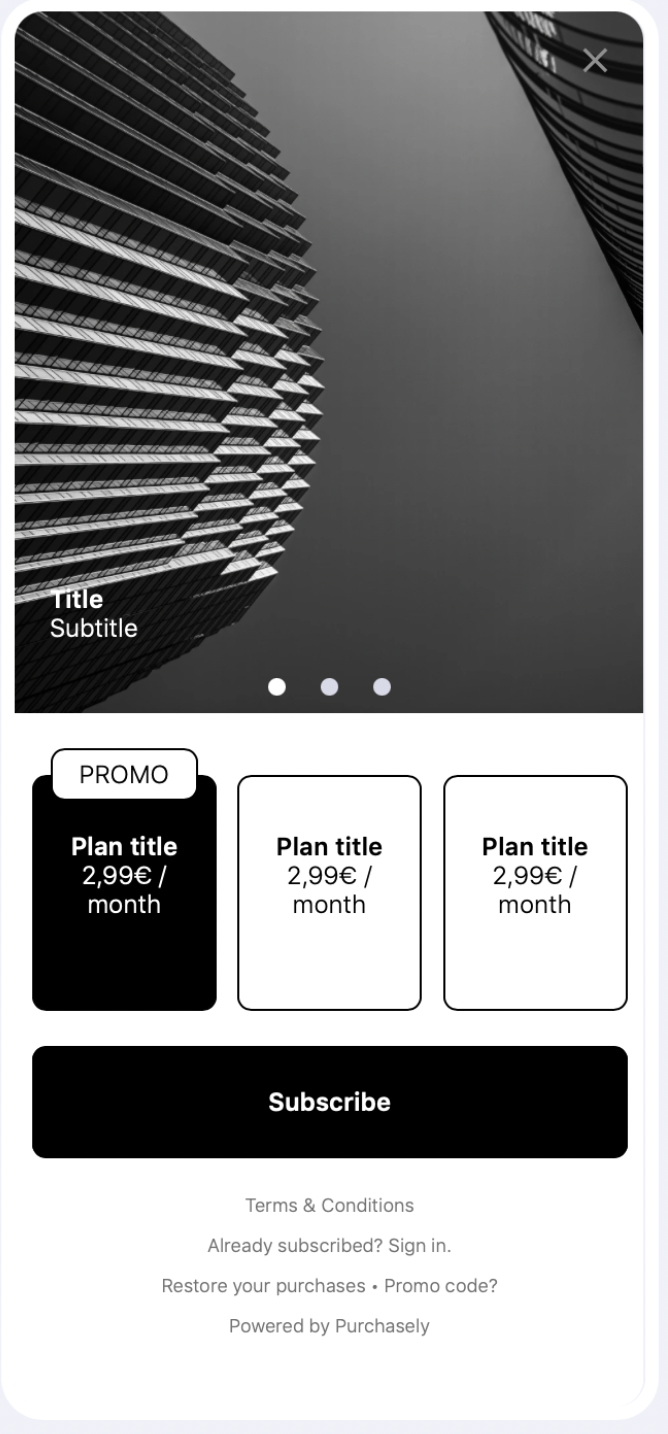 Title
Subtitle
PROMO
Plan title
2,99€ /
month
Plan title
2,99€ /
month
Plan title
2,99€ /
month
Subscribe
Terms & Conditions
Already subscribed? Sign in.
Restore your purchases • Promo code?
Powered by Purchasely